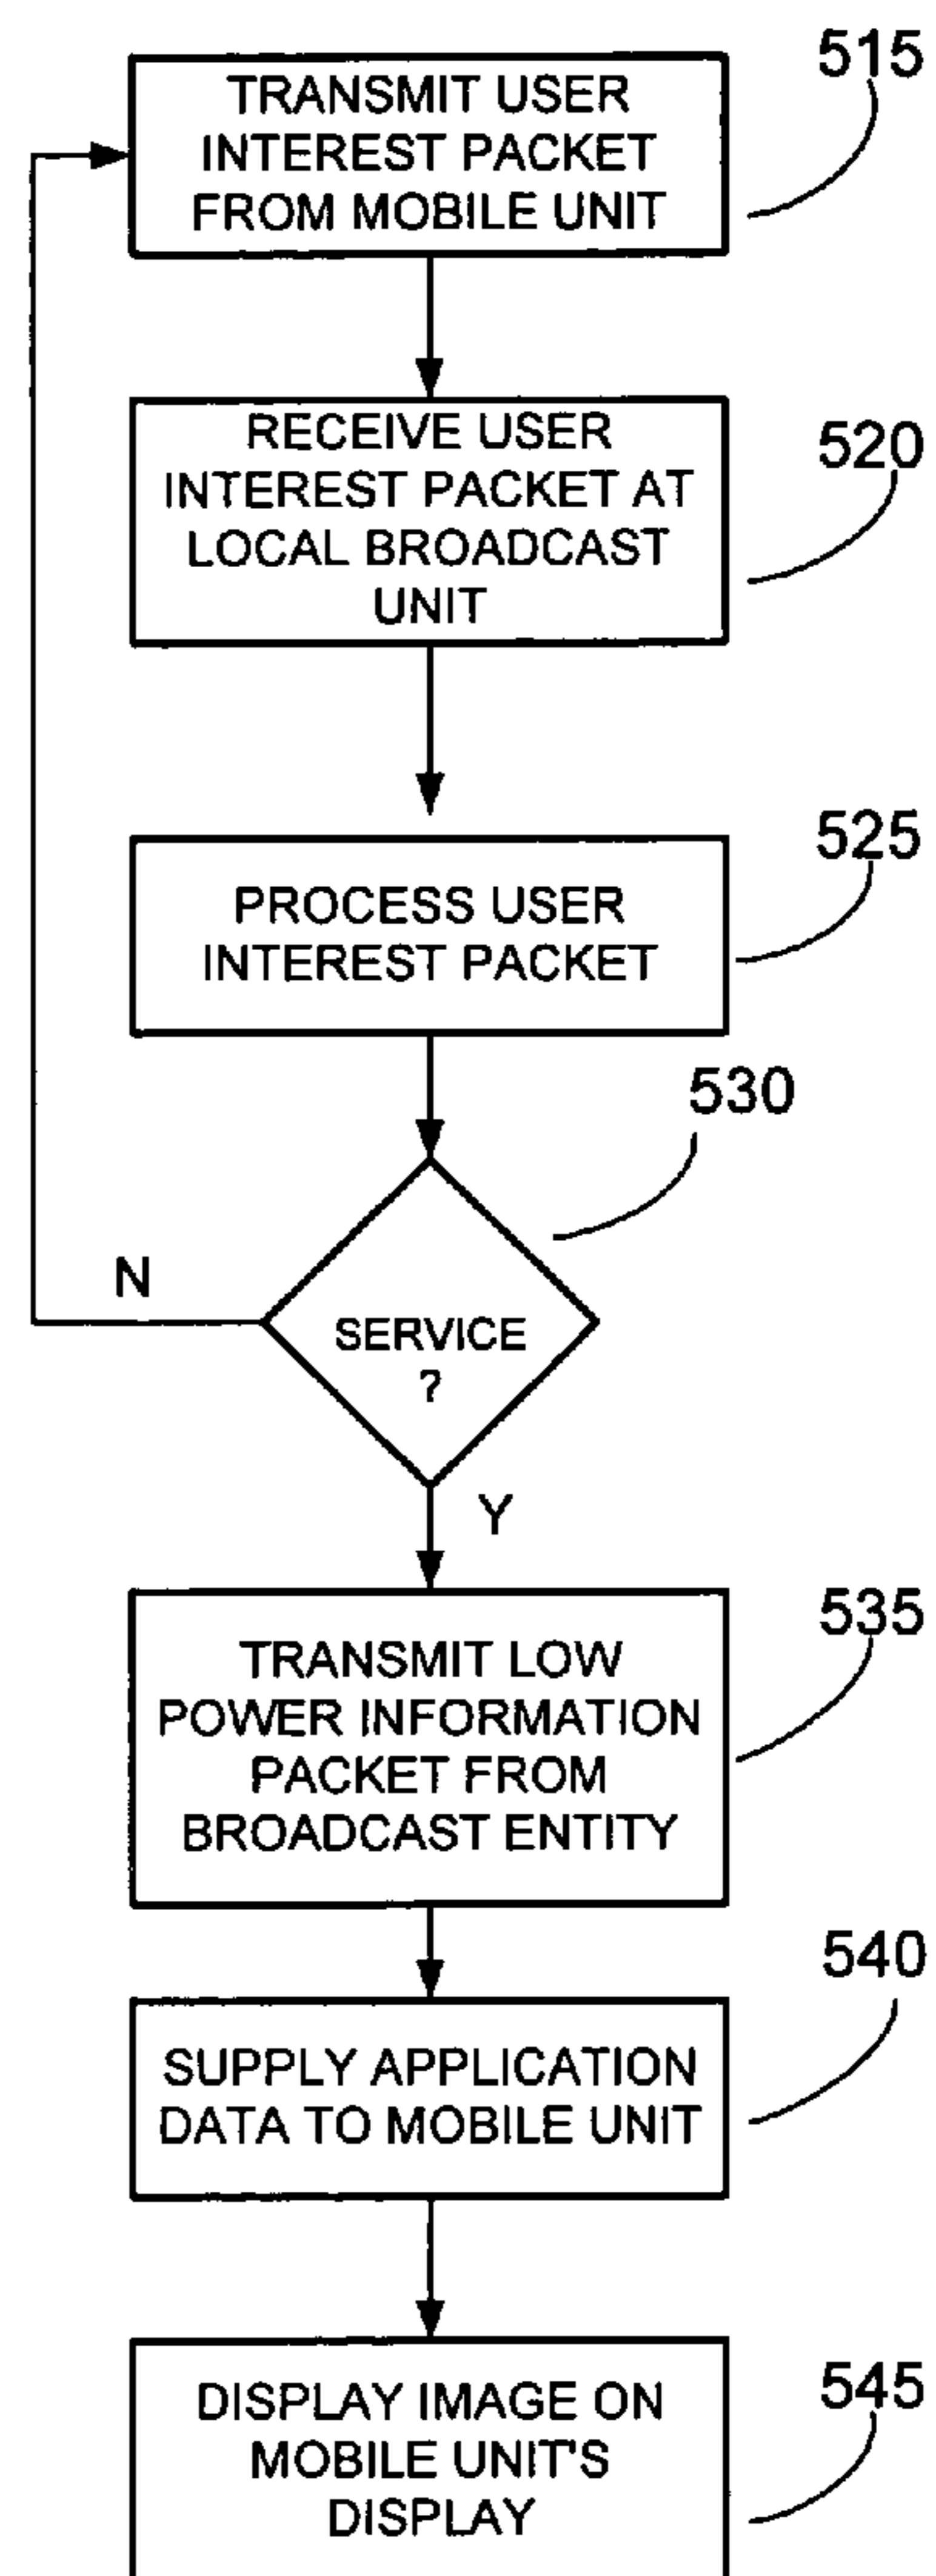 515
TRANSMIT USER
INTEREST PACKET
FROM MOBILE UNIT
520
RECEIVE USER
INTEREST PACKET AT
LOCAL BROADCAST
UNIT
525
PROCESS USER
INTEREST PACKET
530
N
SERVICE
?
Y
535
TRANSMIT LOW
POWER INFORMATION
PACKET FROM
BROADCAST ENTITY
540
SUPPLY APPLICATION
DATA TO MOBILE UNIT
545
DISPLAY IMAGE ON
MOBILE UNIT'S
DISPLAY